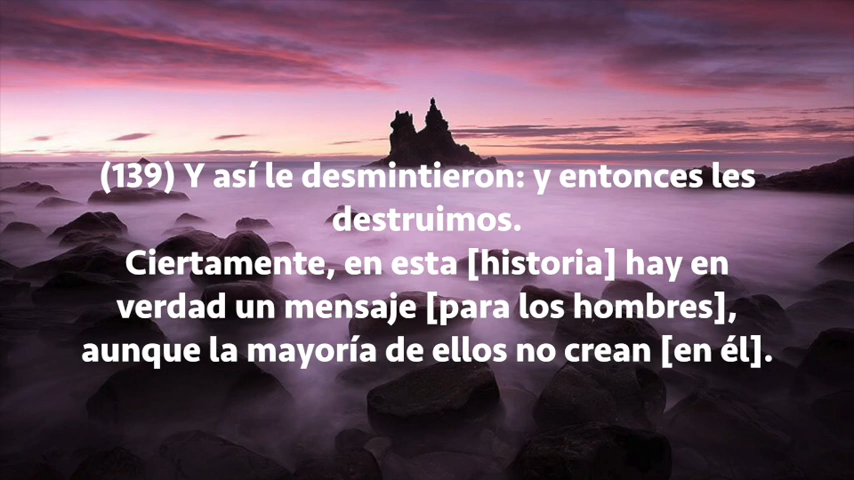 (139) Y así le desmintieron: y entonces les
destruimos.
Ciertamente, en esta [historia] hay en
verdad un mensaje [para los hombres],
aunque la mayoría de ellos no crean [en él].